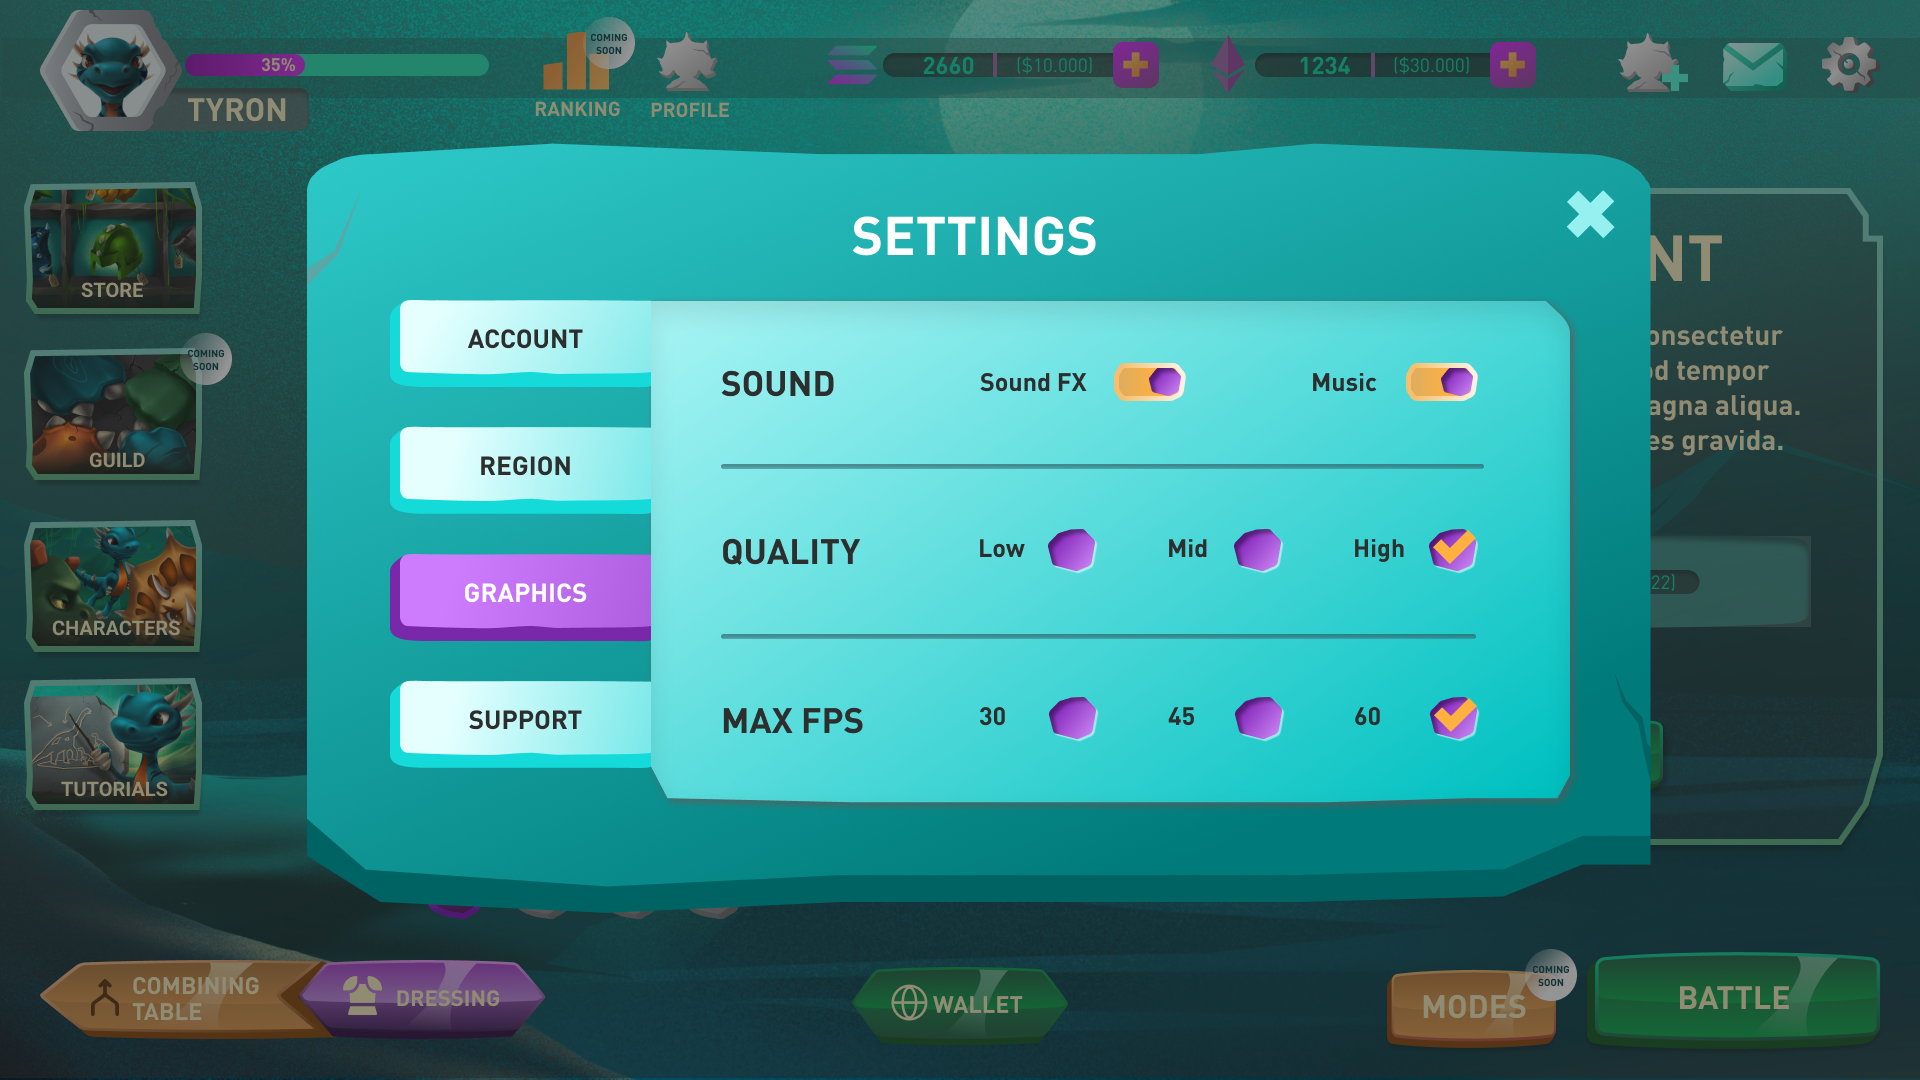 35%
TYRON
COMING
SOON
RANKING
PROFILE
2660
($10.000)
1234
($30.000)
SETTINGS
NT
STORE
ACCOUNT
SOUND
Sound FX
Music
onsectetur
od tempor
agna aliqua.
es gravida.
COMING
SOON
GUILD
REGION
QUALITY
Low
Mid
High
CHARACTERS
GRAPHICS
22)
SUPPORT
MAX FPS
30
45
60
TUTORIALS
COMBINING
TABLE
DRESSING
WALLET
COMING
SOON
MODES
BATTLE